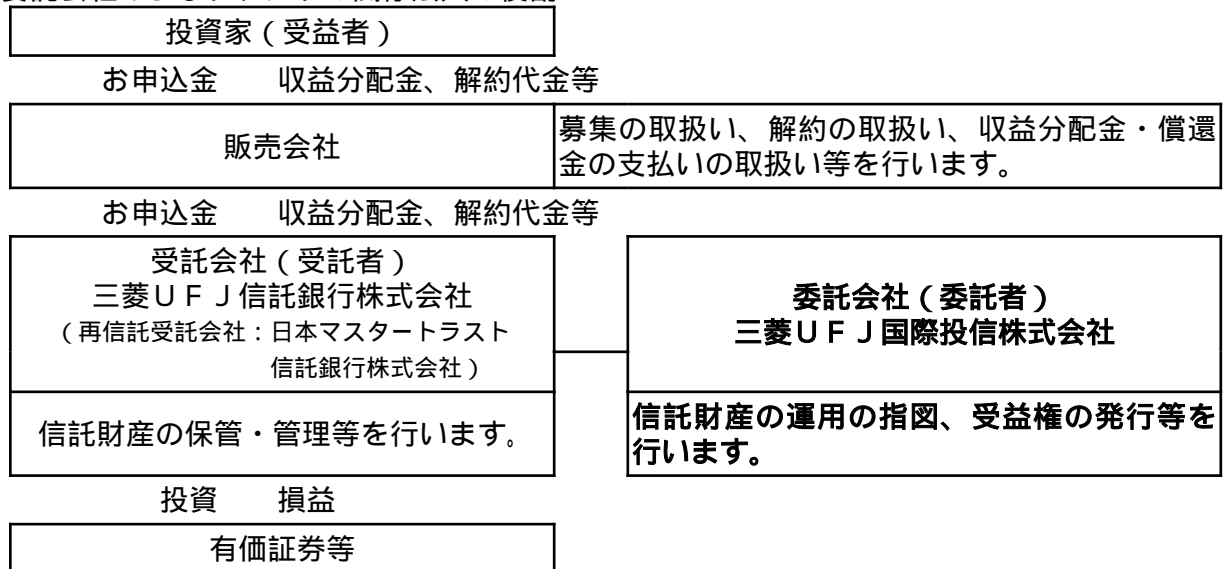 投資家（受益者）
お申込金　　収益分配金、解約代金等
販売会社
募集の取扱い、解約の取扱い、収益分配金・償還
金の支払いの取扱い等を行います。
お申込金　　収益分配金、解約代金等
受託会社（受託者）
三菱ＵＦＪ信託銀行株式会社
（再信託受託会社：日本マスタートラスト
信託銀行株式会社）
委託会社（委託者）
三菱ＵＦＪ国際投信株式会社
信託財産の保管・管理等を行います。
信託財産の運用の指図、受益権の発行等を
行います。
投資　　損益
有価証券等